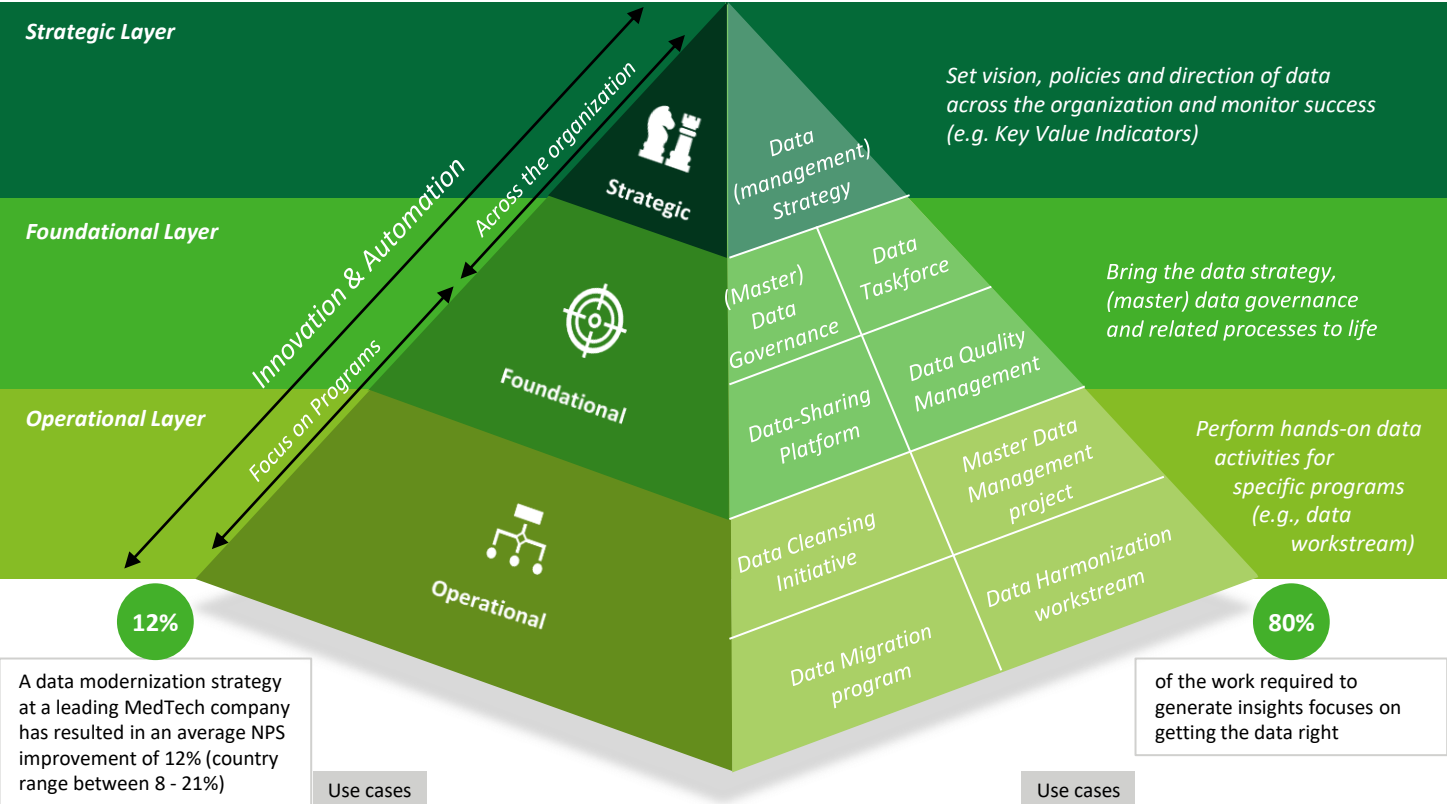 Strategic Layer
Set vision, policies and direction of data
across the organization and monitor success
(e.g. Key Value Indicators)
Innovation & Automation
Across the organization
Focus on Programs
Strategic
Data
(management)
Strategy
Foundational Layer
Foundational
(Master)
Data
Governance
Data
Taskforce
Data-Sharing
Platform
Data Quality
Management
Bring the data strategy,
(master) data governance
and related processes to life
Operational Layer
Operational
Data Cleansing
Initiative
Master Data
Management
project
Data Migration
program
Data Harmonization
workstream
Perform hands-on data
activities for
specific programs
(e.g., data
workstream)
12%
A data modernization strategy
at a leading MedTech company
has resulted in an average NPS
improvement of 12% (country
range between 8 - 21%)
Use cases
80%
of the work required to
generate insights focuses on
getting the data right
Use cases